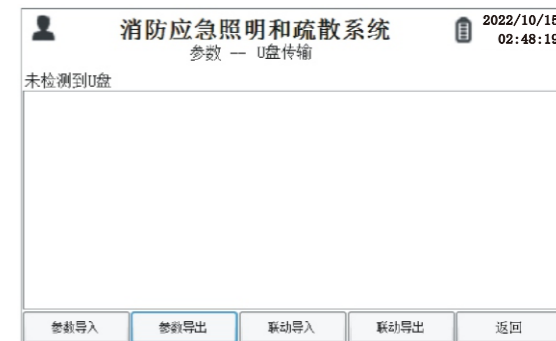 消防应急照明和疏散系统
2022/10/15
参数 -- U盘传输
02:48:19
未检测到U盘
参数导入
参数导出
联动导入
联动导出
返回